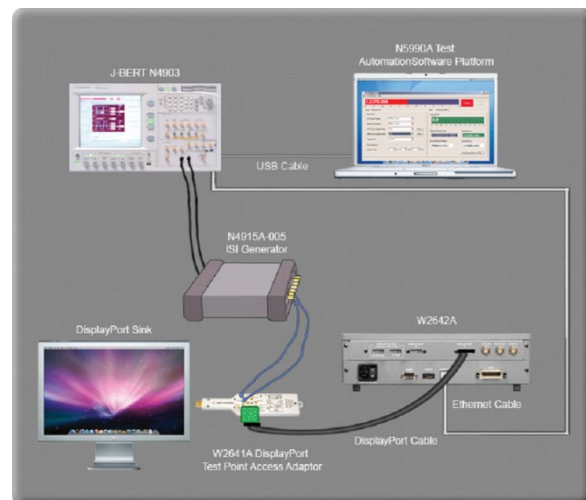 J-BERT N4903
N5990A Test
AutomationSoftware Platform
USB Cable
N4915A-005
ISI Generator
DisplayPort Sink
W2642A
Ethernet Cable
DisplayPort Cable
W2641A DisplayPort
Test Point Access Adaptor